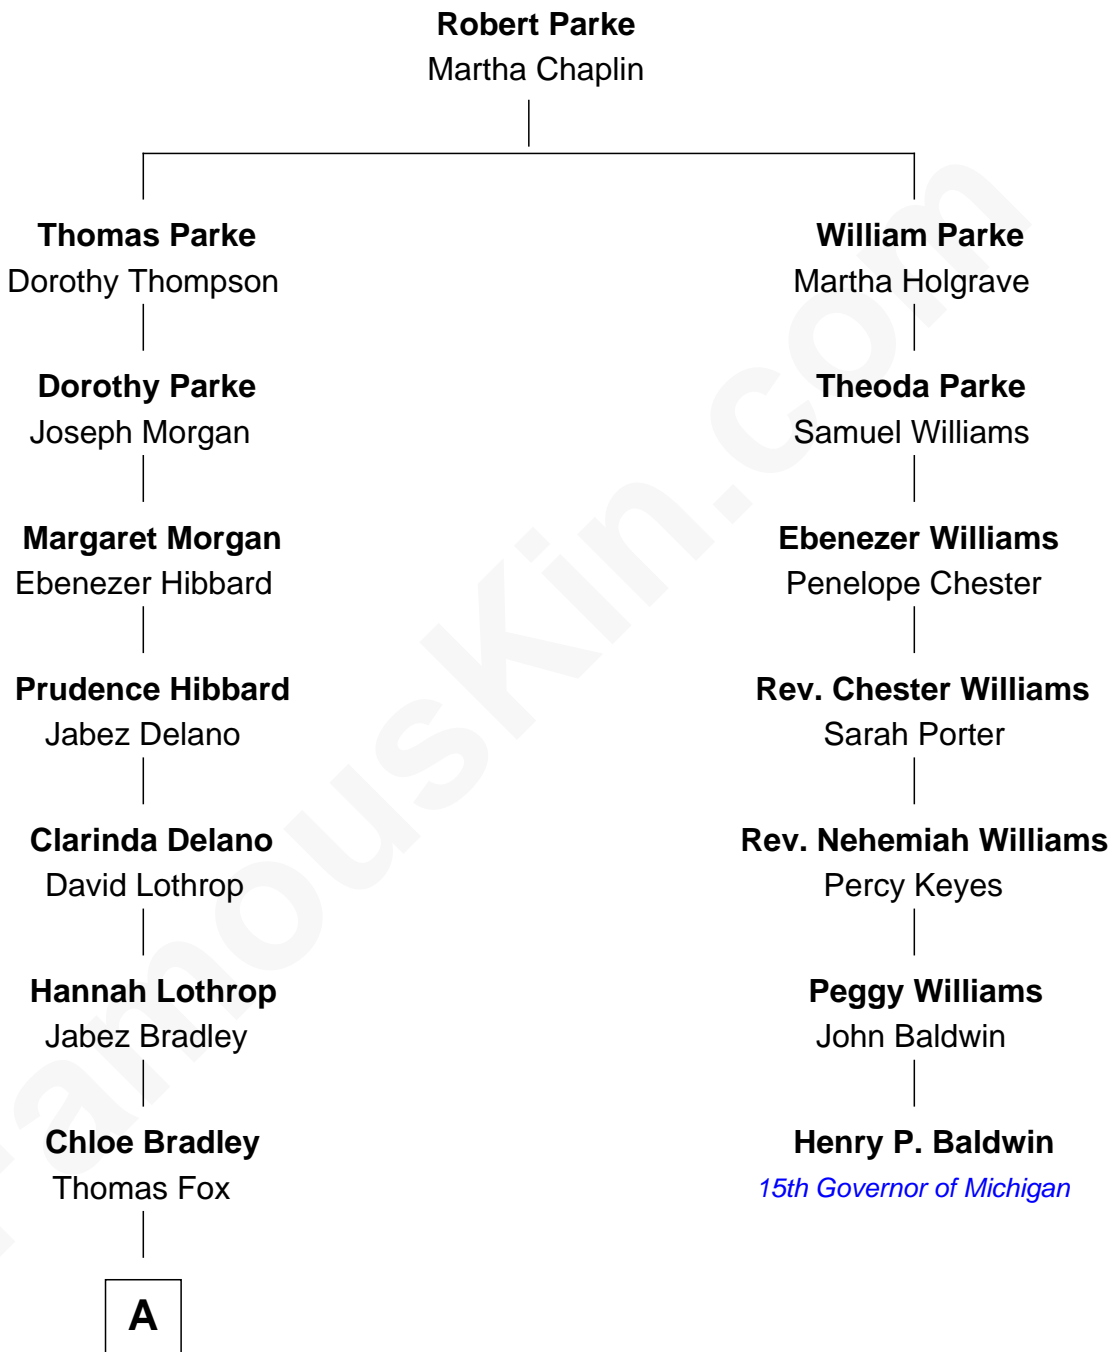 Robert Parke
Martha Chaplin
Thomas Parke
Dorothy Thompson
William Parke
Martha Holgrave
Dorothy Parke
Joseph Morgan
Theoda Parke
Samuel Williams
Margaret Morgan
Ebenezer Hibbard
Ebenezer Williams
Penelope Chester
Prudence Hibbard
Jabez Delano
Rev. Chester Williams
Sarah Porter
Clarinda Delano
David Lothrop
Rev. Nehemiah Williams
Percy Keyes
Hannah Lothrop
Jabez Bradley
Peggy Williams
John Baldwin
Chloe Bradley
Thomas Fox
Henry P. Baldwin
15th Governor of Michigan
A
FamousKin.com